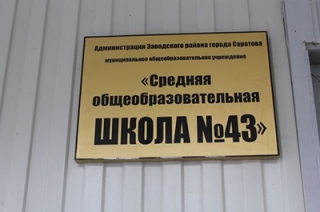 Администрация Заводского района города Саратова
муниципальное общеобразовательное учреждение
«Средняя
общеобразовательная
ШКОЛА №43»